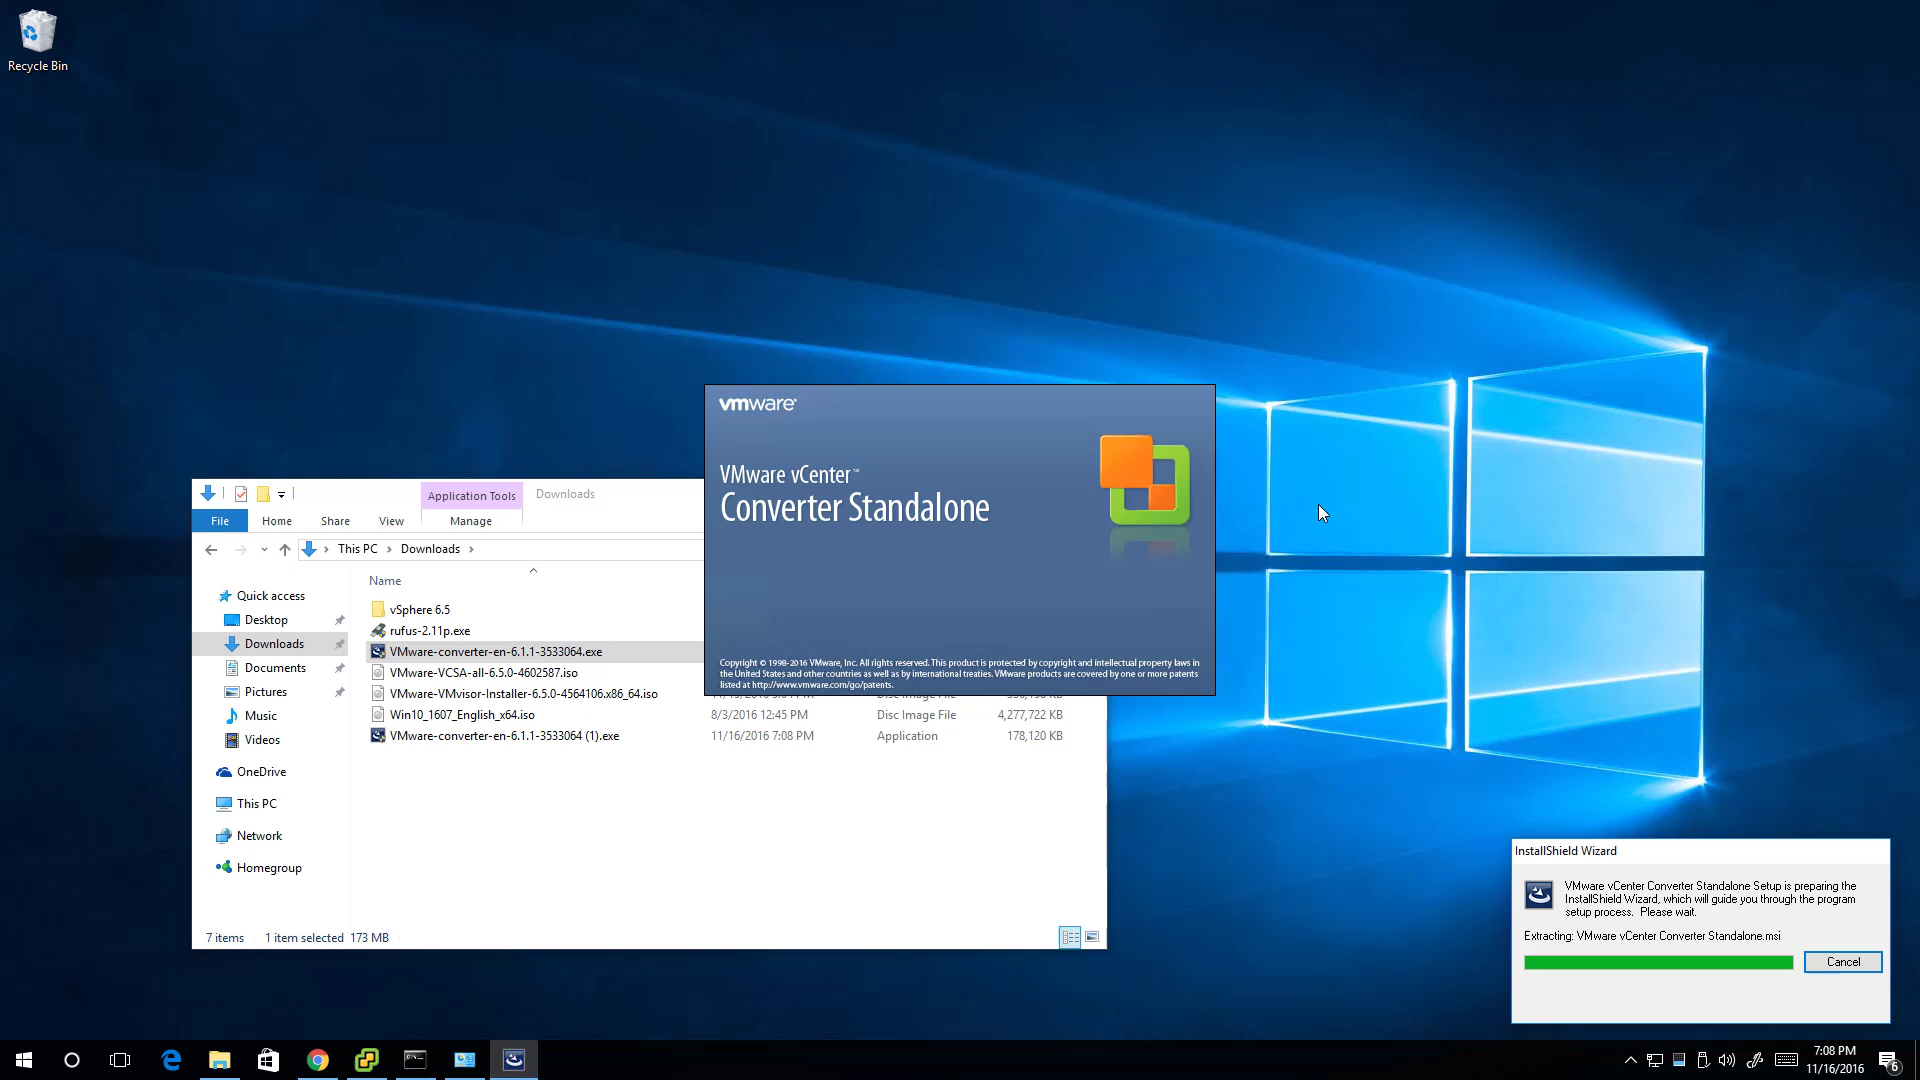 Recycle Bin
vmware®
VMware vCenter™
Converter Standalone
Copyright © 1998-2016 VMware, Inc. All rights reserved. This product is protected by copyright and intellectual property laws in
the United States and other countries as well as by international treaties. VMware products are covered by one or more patents
listed at http://www.vmware.com/go/patents.
Application Tools
Downloads
File
Home
Share
View
Manage
This PC
Downloads
Name
Quick access
Desktop
Downloads
Documents
Pictures
Music
Videos
OneDrive
This PC
Network
Homegroup
vSphere 6.5
rufus-2.11p.exe
VMware-converter-en-6.1.1-3533064.exe
VMware-VCSA-all-6.5.0-4602587.iso
VMware-VMvisor-Installer-6.5.0-4564106.x86_64.iso
Win10_1607_English_x64.iso 8/3/2016 12:45 PM Disc Image File 4,277,722 KB
VMware-converter-en-6.1.1-3533064 (1).exe 11/16/2016 7:08 PM Application 178,120 KB
7 items 1 item selected 173 MB
InstallShield Wizard
VMware vCenter Converter Standalone Setup is preparing the
InstallShield Wizard, which will guide you through the program
setup process. Please wait.
Extracting: VMware vCenter Converter Standalone.msi
Cancel
7:08 PM
11/16/2016
6